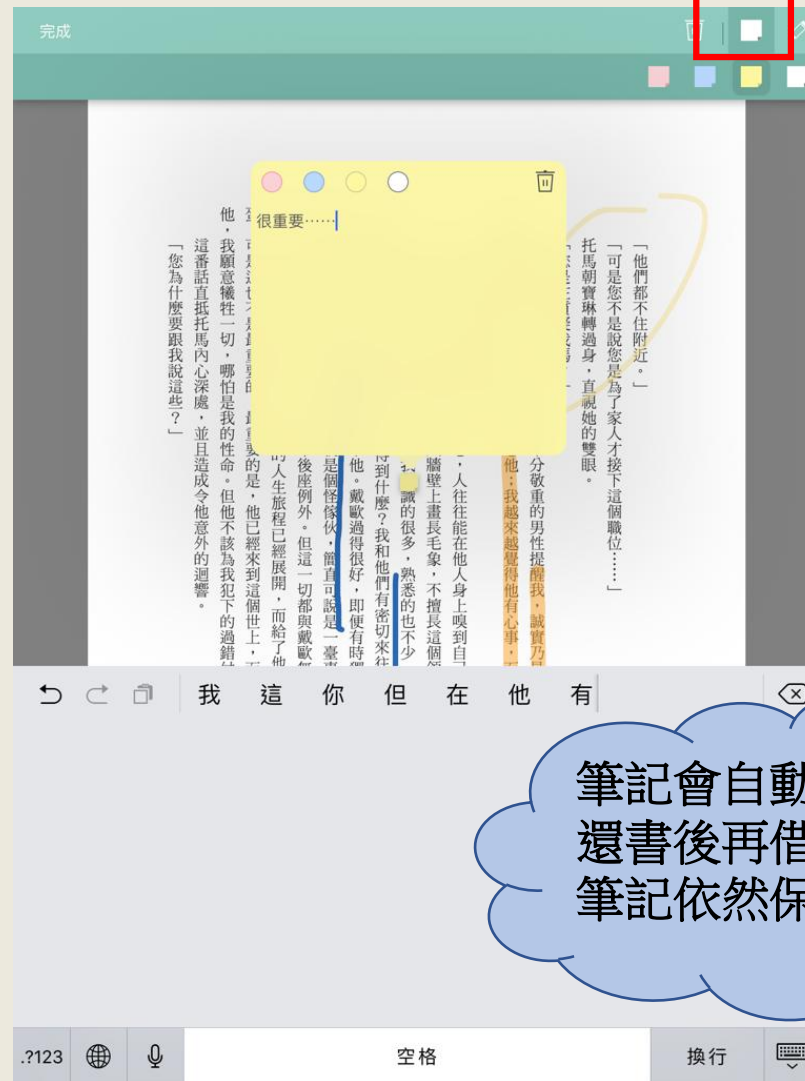 完成
很重要……
「他們都不住附近。」
「可是您不是說您是為了家人才接下這個職位……」
托馬朝寶琳轉過身，直視她的雙眼。
分敬重的男性提醒我，誠實乃
他：我越來越覺得他有心事，
，人往往能在他人身上嗅到自
牆壁上畫長毛象，不擅長這個
識的很多，熟悉的也不少
得到什麼？我和他們有密切來往
他。戴歐過得很好，即便有時
是個怪傢伙，簡直可說是一臺
後座例外。但這一切都與戴歐
的人生旅程已經展開，而給了他
要的是，他已經來到這個世上，
他，我願意犧牲一切，哪怕是我的性命。但他不該為我犯下的過錯
這番話直抵托馬內心深處，並且造成令他意外的迴響。
「您為什麼要跟我說這些？」
我 這 你 但 在 他 有
筆記會自動
還書後再借
筆記依然保
.?123 空格 換行